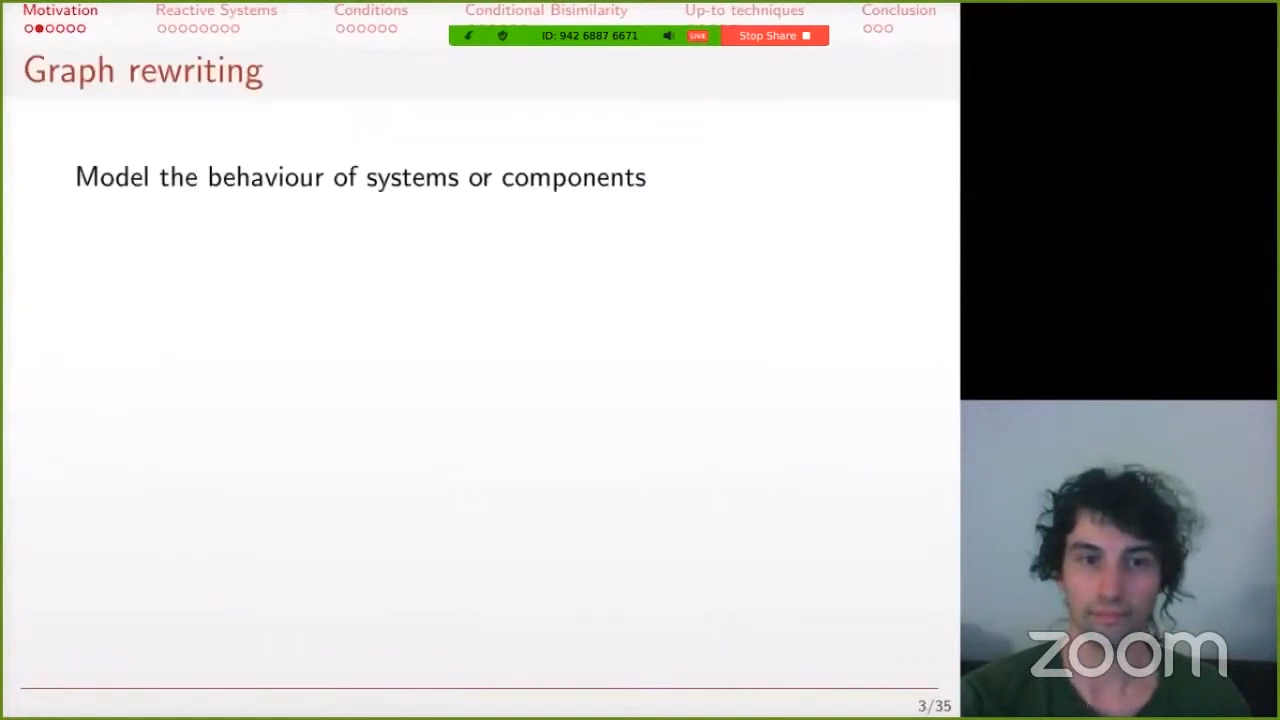 Motivation Reactive Systems Conditions Conditional Bisimilarity Up-to techniques Conclusion
ID: 942 6887 6671 LIVE Stop Share
Graph rewriting
Model the behaviour of systems or components
zoom
3/35